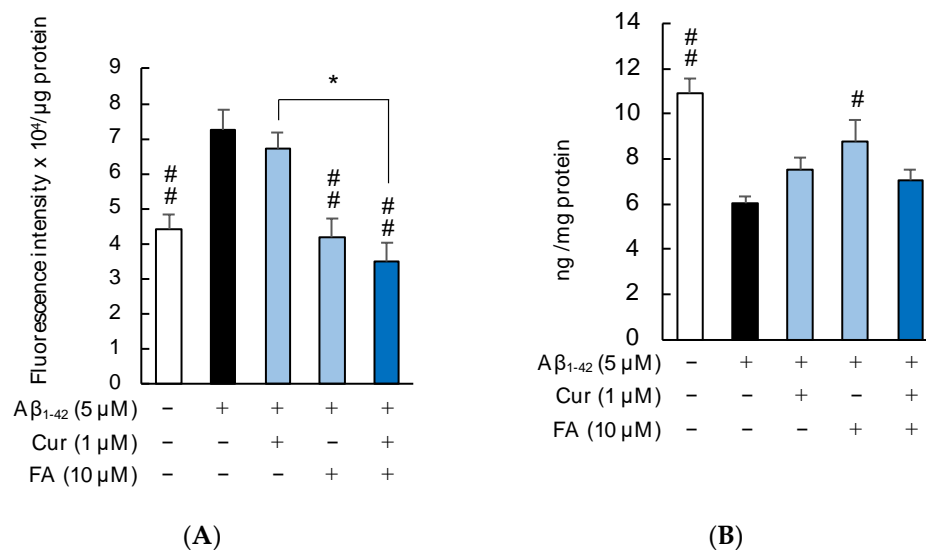 Fluorescence intensity x 10⁴/µg protein
9
8
7
6
5
4
3
2
1
0
*
#
#
#
#
#
#
Aβ₁₋₄₂ (5 µM) − + + + +
Cur (1 µM) − − + − +
FA (10 µM) − − − + +
(A)
ng /mg protein
14
12
10
8
6
4
2
0
#
#
#
Aβ₁₋₄₂ (5 µM) − + + + +
Cur (1 µM) − − + − +
FA (10 µM) − − − + +
(B)